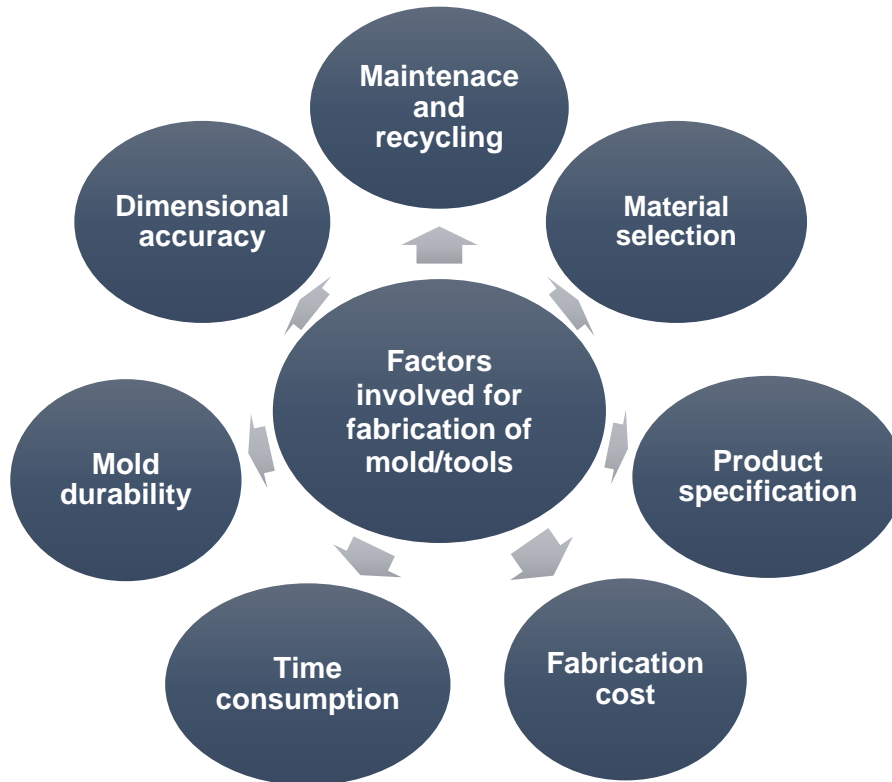 Maintenace
and
recycling
Dimensional
accuracy
Material
selection
Factors
involved for
fabrication of
mold/tools
Mold
durability
Product
specification
Time
consumption
Fabrication
cost